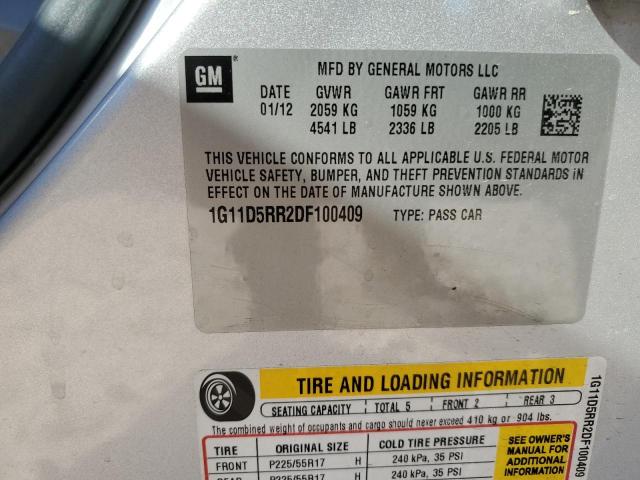 GM ®
MFD BY GENERAL MOTORS LLC
DATE GVWR GAWR FRT GAWR RR
01/12 2059 KG 1059 KG 1000 KG
4541 LB 2336 LB 2205 LB
THIS VEHICLE CONFORMS TO ALL APPLICABLE U.S. FEDERAL MOTOR
VEHICLE SAFETY, BUMPER, AND THEFT PREVENTION STANDARDS IN
EFFECT ON THE DATE OF MANUFACTURE SHOWN ABOVE.
1G11D5RR2DF100409 TYPE: PASS CAR
TIRE AND LOADING INFORMATION
SEATING CAPACITY TOTAL 5 FRONT 2 REAR 3
The combined weight of occupants and cargo should never exceed 410 kg or 904 lbs.
TIRE ORIGINAL SIZE COLD TIRE PRESSURE
FRONT P225/55R17 H 240 kPa, 35 PSI
REAR P225/55R17 H 240 kPa, 35 PSI
SEE OWNER'S
MANUAL FOR
ADDITIONAL
INFORMATION
1G11D5RR2DF100409